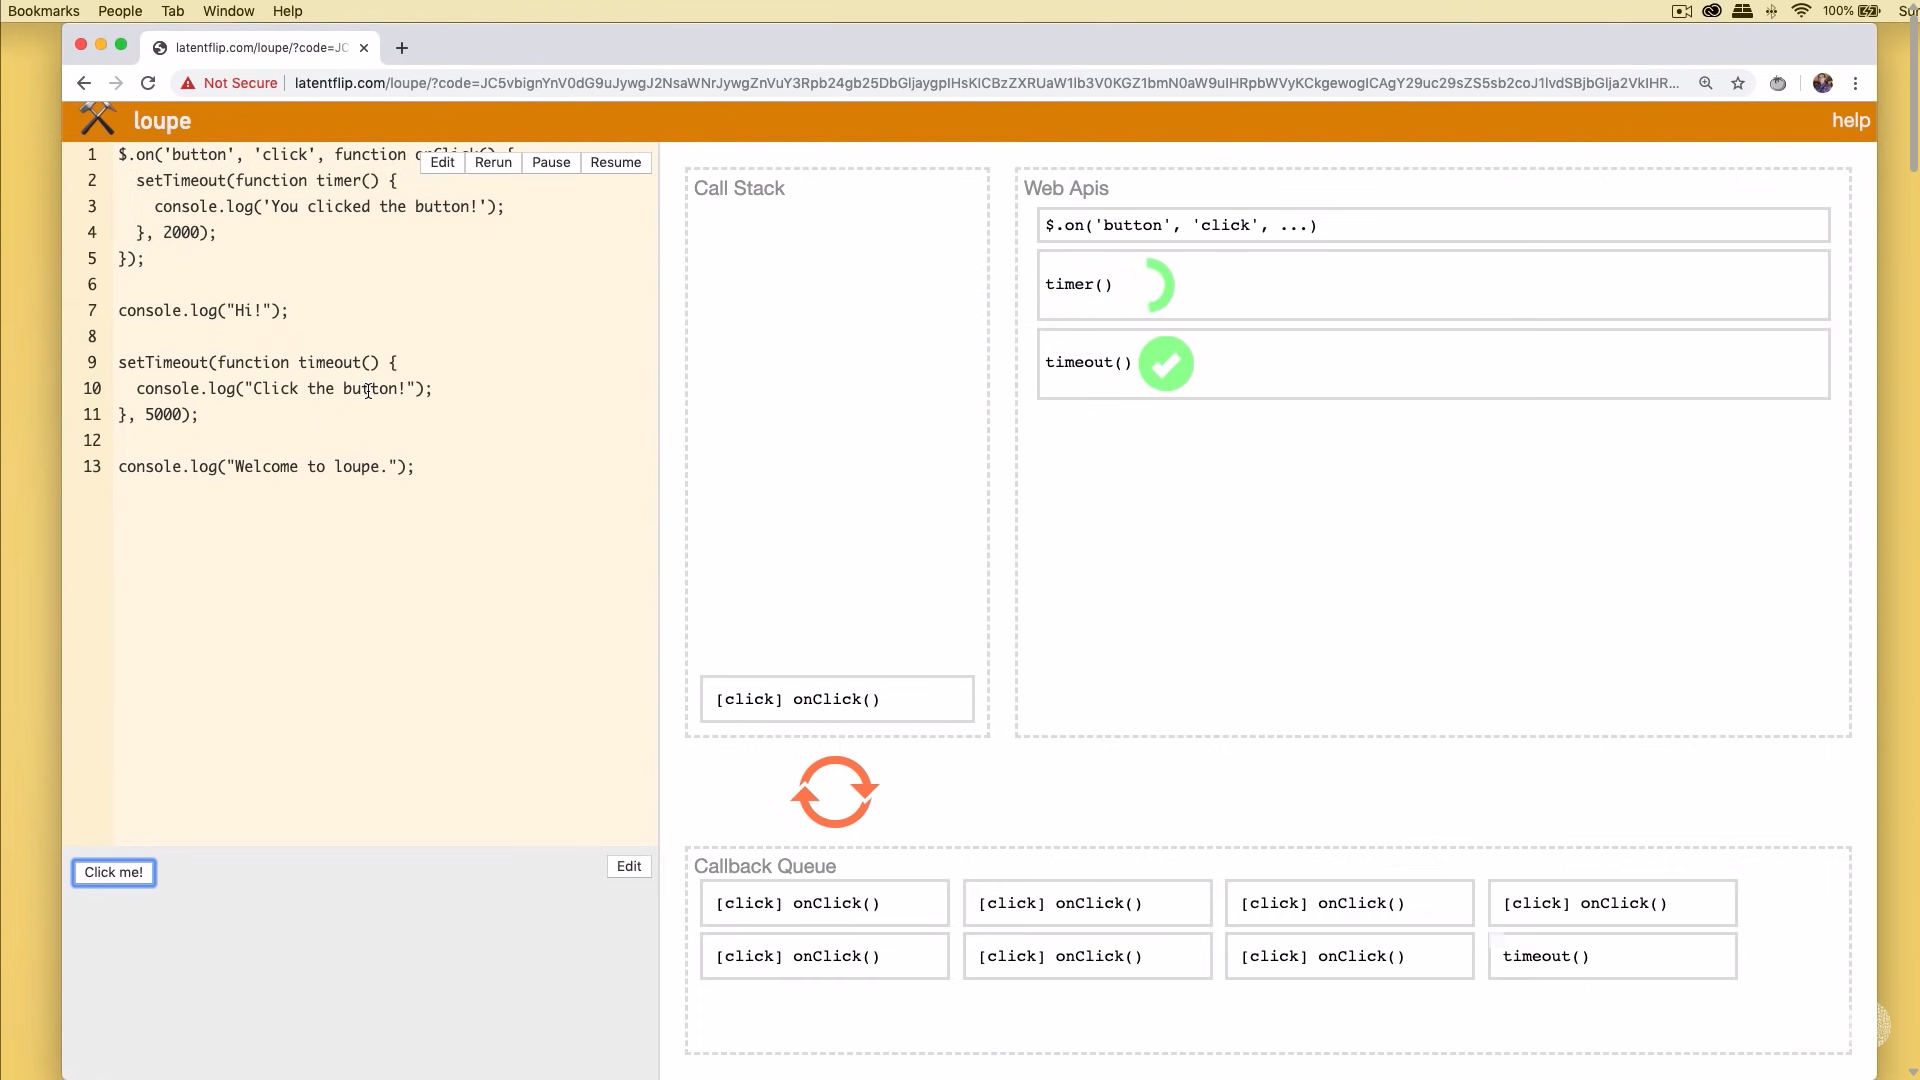 Bookmarks People Tab Window Help 100%
latentflip.com/loupe/?code=JC
Not Secure latentflip.com/loupe/?code=JC5vbignYnV0dG9uJywgJ2NsaWNrJywgZnVuY3Rpb24gb25DbGljaygpIHsKICBzZXRUaW1lb3V0KGZ1bmN0aW9uIHRpbWVyKCkgewogICAgY29uc29sZS5sb2coJ1lvdSBjbGlja2VkIHR...
loupe help
1 $.on('button', 'click', function onClick() {
Edit Rerun Pause Resume
2 setTimeout(function timer() {
3 console.log('You clicked the button!');
4 }, 2000);
5 });
6
7 console.log("Hi!");
8
9 setTimeout(function timeout() {
10 console.log("Click the button!");
11 }, 5000);
12
13 console.log("Welcome to loupe.");
Click me! Edit
Call Stack
[click] onClick()
Web Apis
$.on('button', 'click', ...)
timer()
timeout()
Callback Queue
[click] onClick() [click] onClick() [click] onClick() [click] onClick()
[click] onClick() [click] onClick() [click] onClick() timeout()